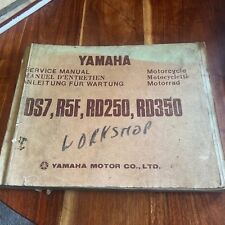 YAMAHA
SERVICE MANUAL Motorcycle
MANUEL D'ENTRETIEN Motocyclette
ANLEITUNG FÜR WARTUNG Motorrad
DS7, R5F, RD250, RD350
WORKSHOP
YAMAHA MOTOR CO., LTD.